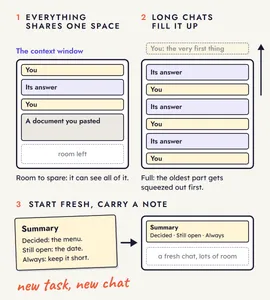 1 EVERYTHING
SHARES ONE SPACE
The context window
You
Its answer
You
A document you pasted
room left
Room to spare: it can see all of it.
2 LONG CHATS
FILL IT UP
You: the very first thing
Its answer
You
Its answer
You
Its answer
You
Full: the oldest part gets
squeezed out first.
3 START FRESH, CARRY A NOTE
Summary
Decided: the menu.
Still open: the date.
Always: keep it short.
new task, new chat
Summary
Decided · Still open · Always
a fresh chat, lots of room